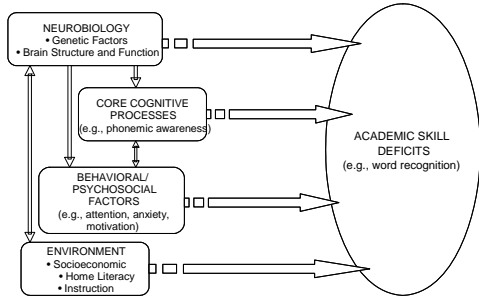 NEUROBIOLOGY
• Genetic Factors
• Brain Structure and Function
CORE COGNITIVE
PROCESSES
(e.g., phonemic awareness)
BEHAVIORAL/
PSYCHOSOCIAL
FACTORS
(e.g., attention, anxiety,
motivation)
ENVIRONMENT
• Socioeconomic
• Home Literacy
• Instruction
ACADEMIC SKILL
DEFICITS
(e.g., word recognition)